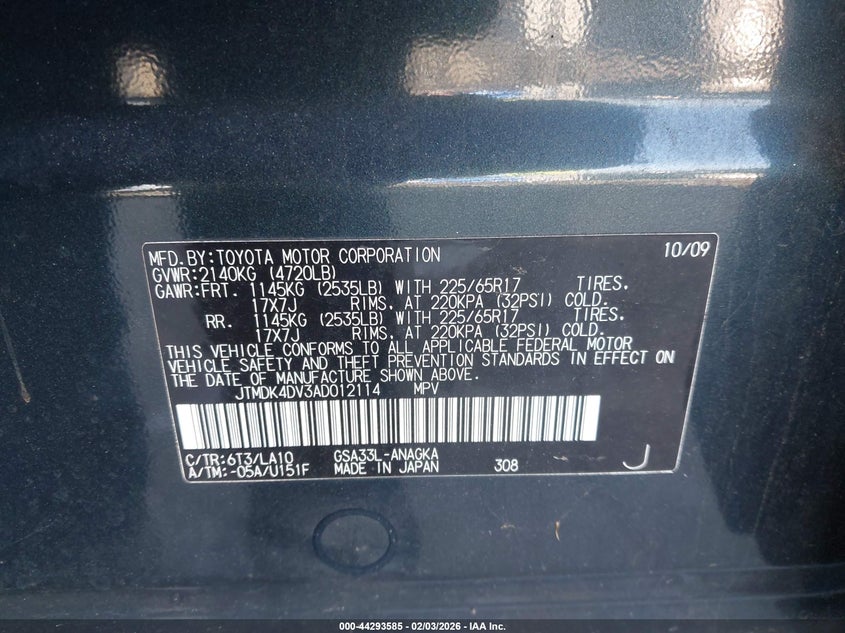 MFD.BY:TOYOTA MOTOR CORPORATION 10/09
GVWR:2140KG (4720LB)
GAWR:FRT. 1145KG (2535LB) WITH 225/65R17 TIRES.
17X7J RIMS. AT 220KPA (32PSI) COLD.
RR. 1145KG (2535LB) WITH 225/65R17 TIRES.
17X7J RIMS. AT 220KPA (32PSI) COLD.
THIS VEHICLE CONFORMS TO ALL APPLICABLE FEDERAL MOTOR
VEHICLE SAFETY AND THEFT PREVENTION STANDARDS IN EFFECT ON
THE DATE OF MANUFACTURE SHOWN ABOVE.
JTMDK4DV3AD012114 MPV
C/TR:6T3/LA10 GSA33L-ANAGKA
A/TM:-05A/U151F MADE IN JAPAN 308 J
000-44293585 - 02/03/2026 - IAA Inc.